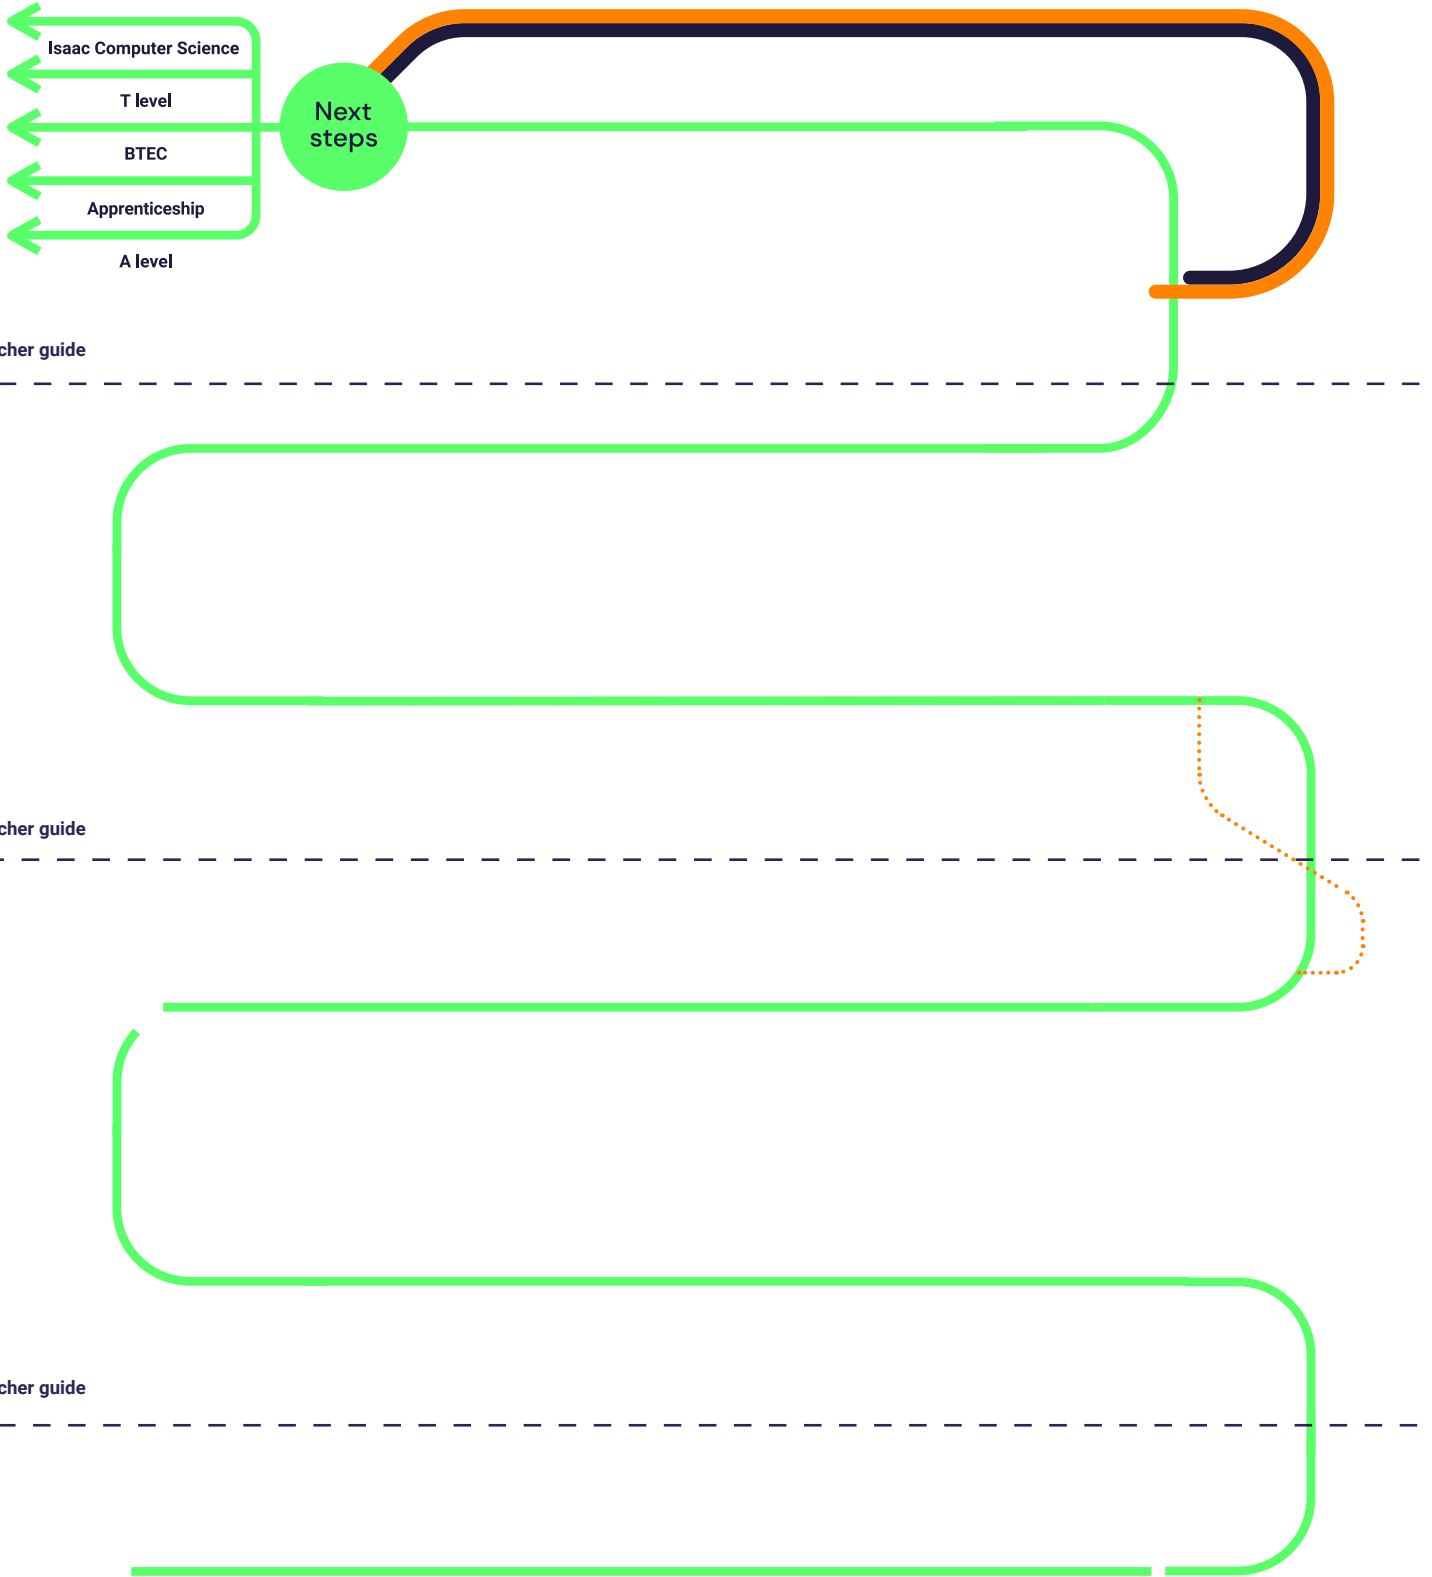 Isaac Computer Science
T level
BTEC
Apprenticeship
A level
Next
steps
cher guide
cher guide
cher guide